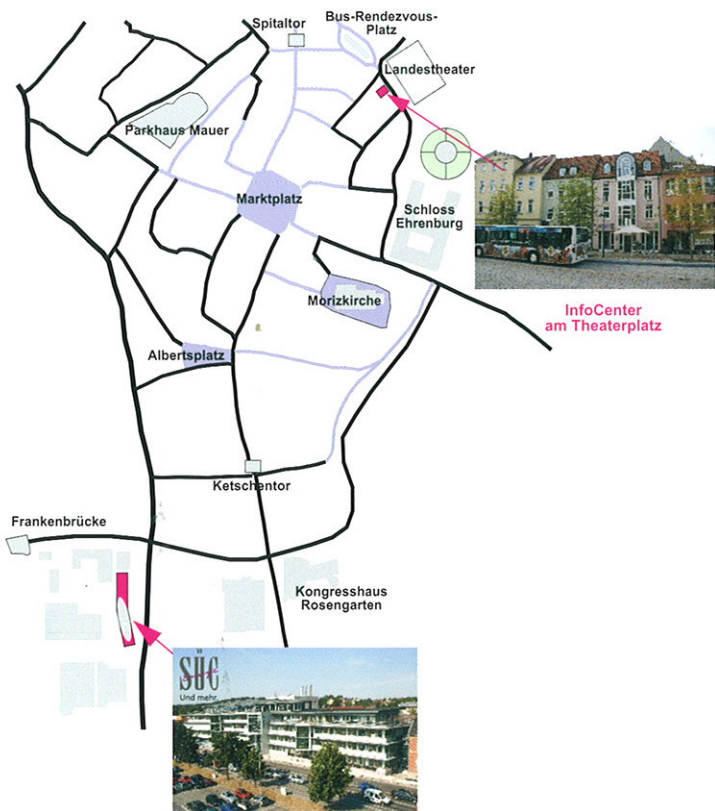 Spitaltor
Bus-Rendezvous-
Platz
Landestheater
Parkhaus Mauer
Marktplatz
Schloss
Ehrenburg
Morizkirche
InfoCenter
am Theaterplatz
Albertsplatz
Ketschentor
Frankenbrücke
Kongresshaus
Rosengarten
SÜC
Und mehr.